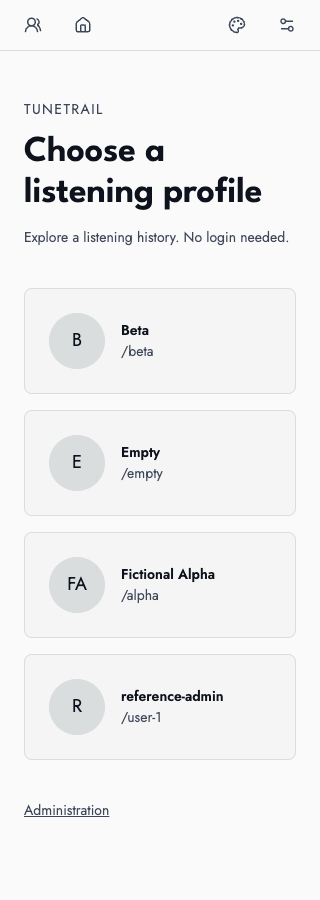 TUNETRAIL
Choose a
listening profile
Explore a listening history. No login needed.
B
Beta
/beta
E
Empty
/empty
FA
Fictional Alpha
/alpha
R
reference-admin
/user-1
Administration